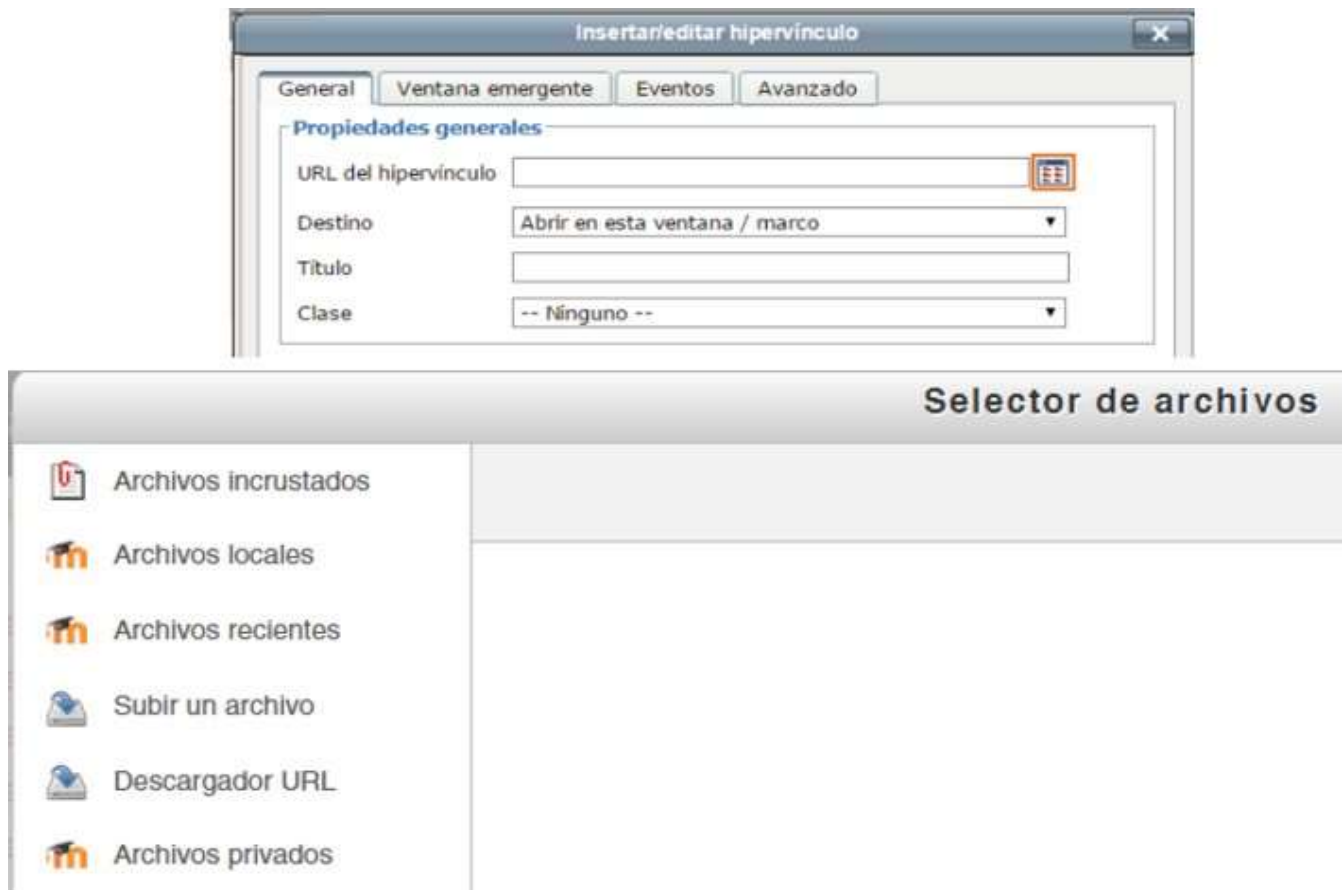 Insertar/editar hipervínculo
General Ventana emergente Eventos Avanzado
Propiedades generales
URL del hipervínculo
Destino Abrir en esta ventana / marco
Título
Clase -- Ninguno --
Selector de archivos
Archivos incrustados
Archivos locales
Archivos recientes
Subir un archivo
Descargador URL
Archivos privados